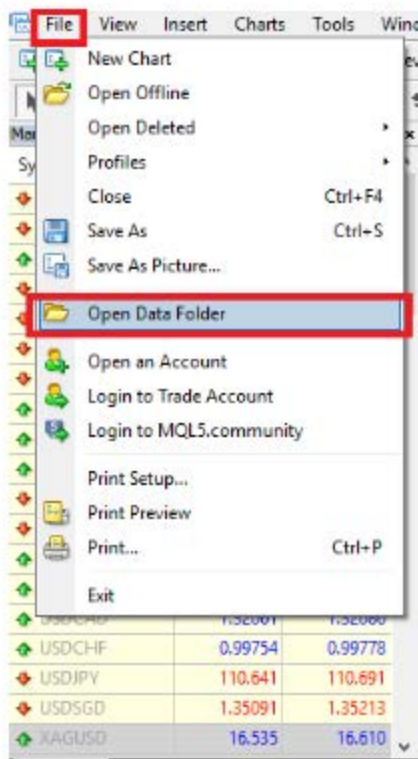 File View Insert Charts Tools
New Chart
Open Offline
Open Deleted
Profiles
Close Ctrl+F4
Save As Ctrl+S
Save As Picture...
Open Data Folder
Open an Account
Login to Trade Account
Login to MQL5.community
Print Setup...
Print Preview
Print... Ctrl+P
Exit
USDCHF 0.99754 0.99778
USDJPY 110.641 110.691
USDSGD 1.35091 1.35213
XAGUSD 16.535 16.610